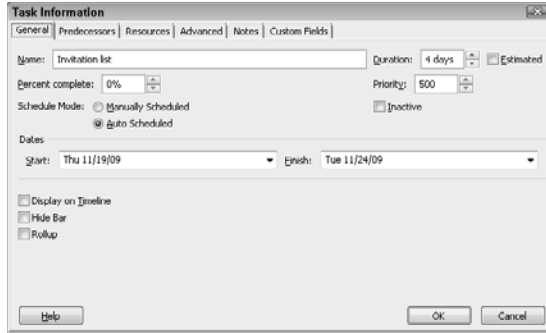 Task Information
General Predecessors Resources Advanced Notes Custom Fields
Name: Invitation list Duration: 4 days Estimated
Percent complete: 0% Priority: 500
Schedule Mode: Manually Scheduled Inactive
Auto Scheduled
Dates
Start: Thu 11/19/09 Finish: Tue 11/24/09
Display on Timeline
Hide Bar
Rollup
Help OK Cancel